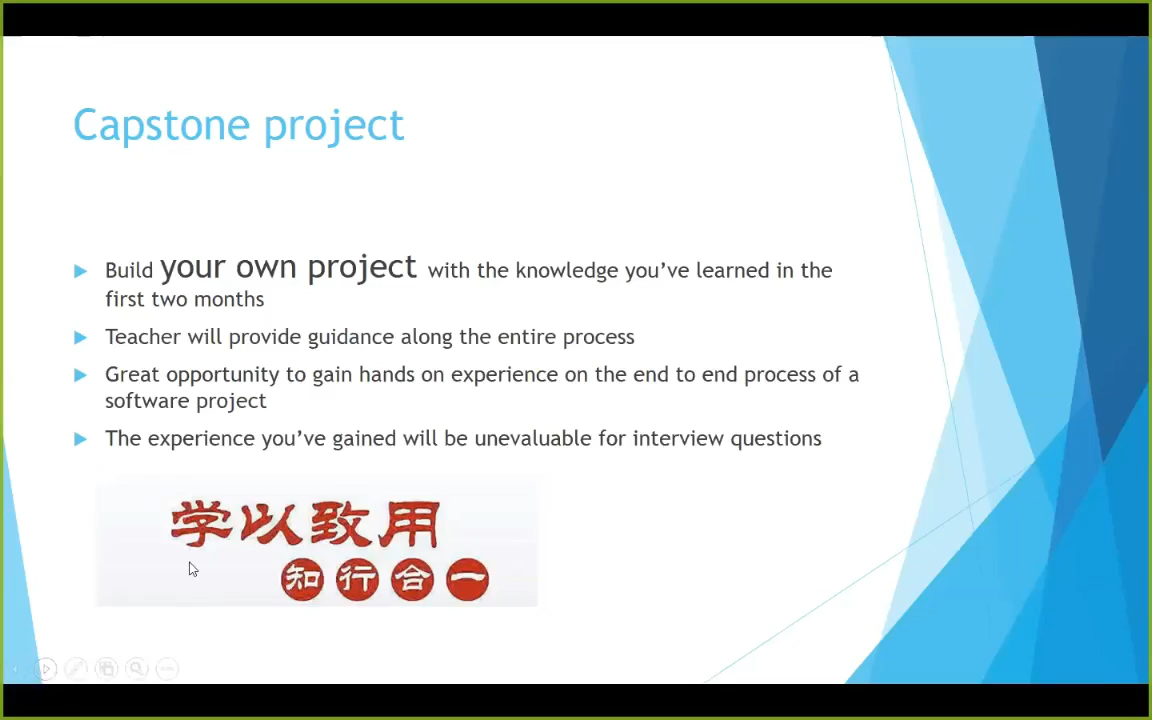 Capstone project
Build your own project with the knowledge you’ve learned in the
first two months
Teacher will provide guidance along the entire process
Great opportunity to gain hands on experience on the end to end process of a
software project
The experience you’ve gained will be unevaluable for interview questions
学以致用
知行合一